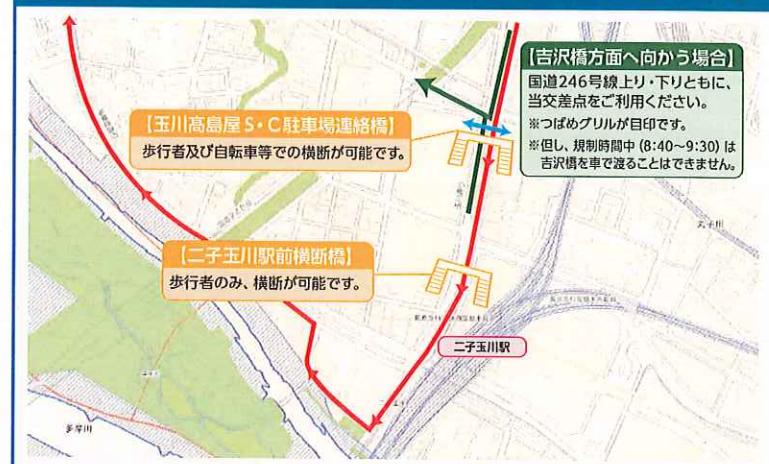 【吉沢橋方面へ向かう場合】
国道246号線上り・下りともに、
当交差点をご利用ください。
※つばめグリルが目印です。
※但し、規制時間中(8:40〜9:30)は
吉沢橋を車で渡ることはできません。
【玉川髙島屋S・C駐車場連絡橋】
歩行者及び自転車等での横断が可能です。
【二子玉川駅前横断橋】
歩行者のみ、横断が可能です。
二子玉川駅
丸子川
多摩川